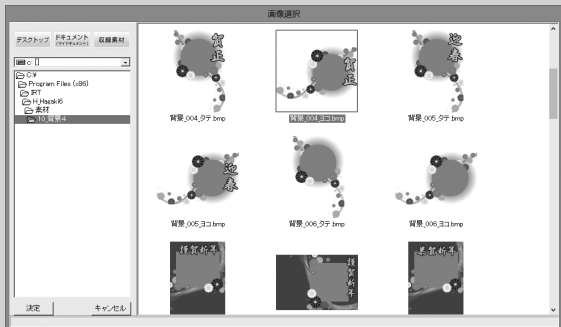 画像選択
デスクトップ
ドキュメント
(マイドキュメント)
収録素材
c: []
C:¥
Program Files (x86)
IRT
H_Hagaki6
素材
10_背景4
決定
キャンセル
賀正
賀正
迎春
背景_004_タテ.bmp
背景_004_ヨコ.bmp
背景_005_タテ.bmp
迎春
背景_005_ヨコ.bmp
背景_006_タテ.bmp
背景_006_ヨコ.bmp
謹賀新年
謹賀新年
恭賀新年